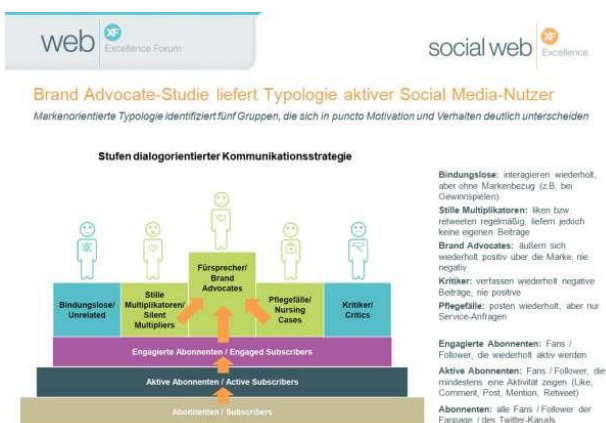 web XF Excellence Forum
social web XF Excellence
Brand Advocate-Studie liefert Typologie aktiver Social Media-Nutzer
Markenorientierte Typologie identifiziert fünf Gruppen, die sich in puncto Motivation und Verhalten deutlich unterscheiden
Stufen dialogorientierter Kommunikationsstrategie
Bindungslose/
Unrelated
Stille
Multiplikatoren/
Silent
Multipliers
Fürsprecher/
Brand
Advocates
Pflegefälle/
Nursing
Cases
Kritiker/
Critics
Engagierte Abonnenten / Engaged Subscribers
Aktive Abonnenten / Active Subscribers
Abonnenten / Subscribers
Bindungslose: interagieren wiederholt,
aber ohne Markenbezug (z.B. bei
Gewinnspielen)
Stille Multiplikatoren: liken bzw
retweeten regelmäßig, liefern jedoch
keine eigenen Beiträge
Brand Advocates: äußern sich
wiederholt positiv über die Marke, nie
negativ
Kritiker: verfassen wiederholt negative
Beiträge, nie positive
Pflegefälle: posten wiederholt, aber nur
Service-Anfragen
Engagierte Abonnenten: Fans /
Follower, die wiederholt aktiv werden
Aktive Abonnenten: Fans / Follower, die
mindestens eine Aktivität zeigen (Like,
Comment, Post, Mention, Retweet)
Abonnenten: alle Fans / Follower der
Fanpage / des Twitter-Kanals